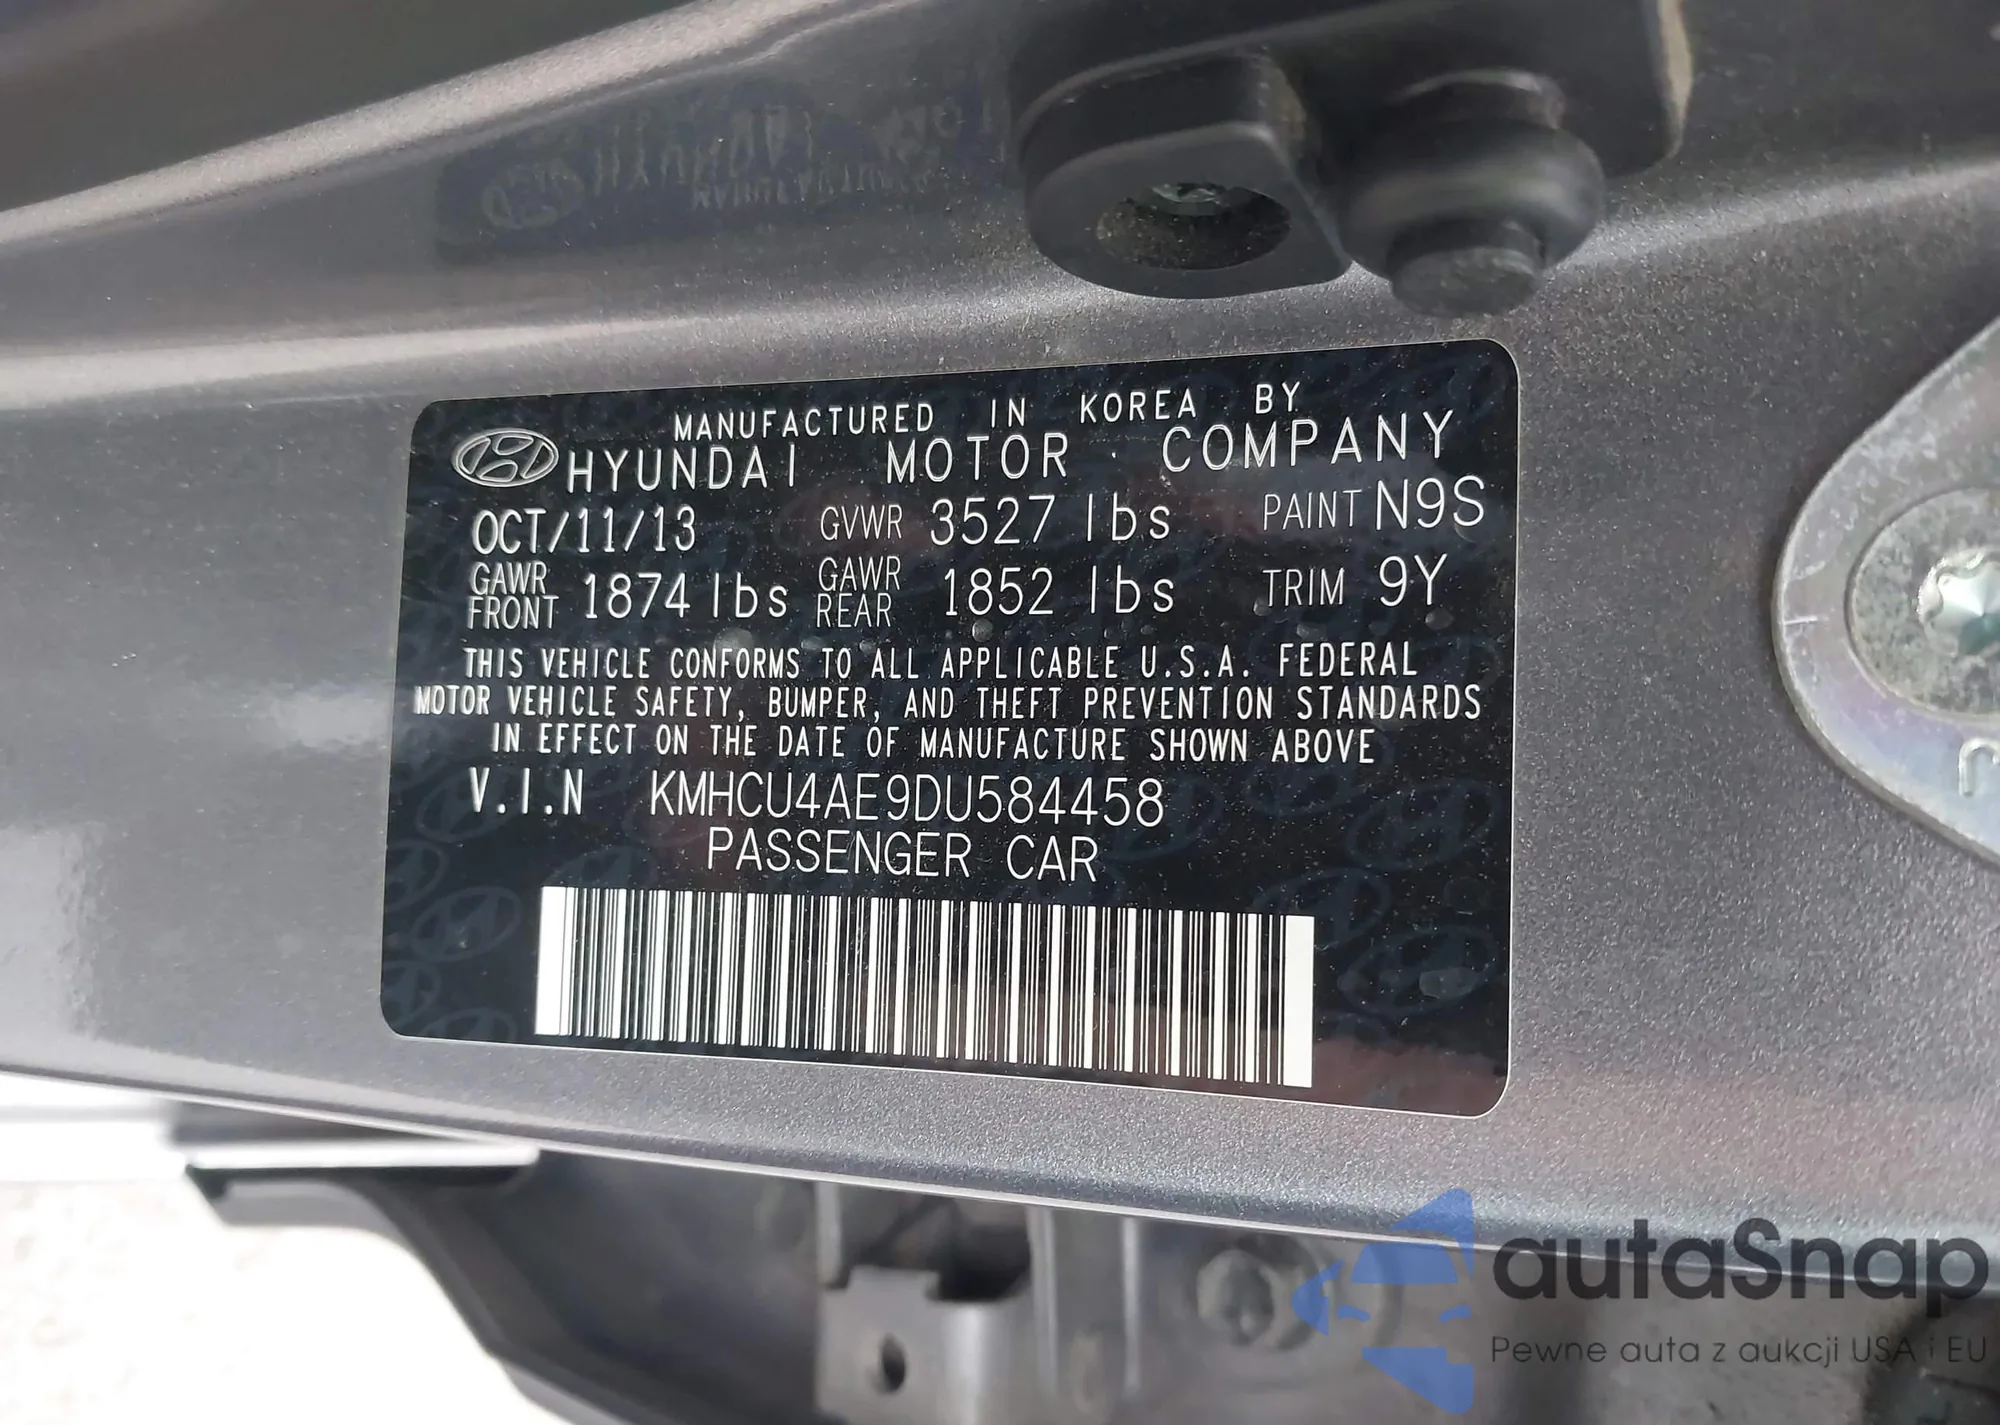 MANUFACTURED IN KOREA BY
HYUNDAI MOTOR COMPANY
OCT/11/13 GVWR 3527 lbs PAINT N9S
GAWR FRONT 1874 lbs GAWR REAR 1852 lbs TRIM 9Y
THIS VEHICLE CONFORMS TO ALL APPLICABLE U.S.A. FEDERAL
MOTOR VEHICLE SAFETY, BUMPER, AND THEFT PREVENTION STANDARDS
IN EFFECT ON THE DATE OF MANUFACTURE SHOWN ABOVE
V.I.N KMHCU4AE9DU584458
PASSENGER CAR
autaSnap
Pewne auta z aukcji USA i EU